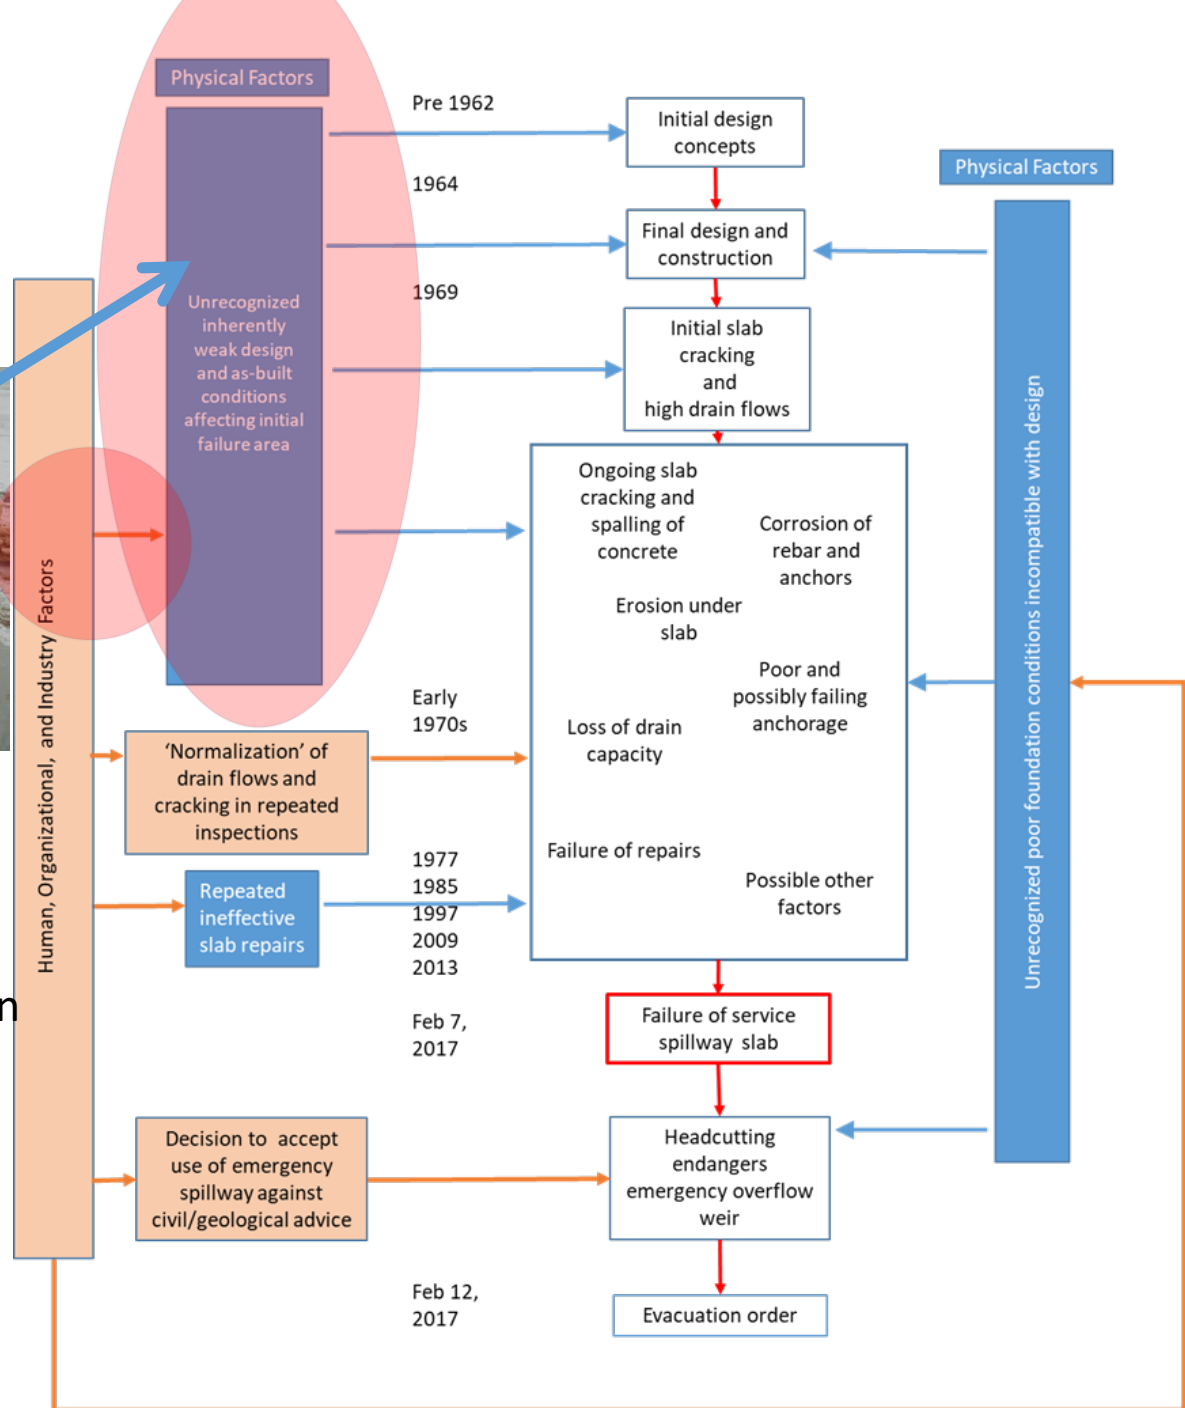 Physical Factors
Pre 1962
Initial design
concepts
Physical Factors
1964
Final design and
construction
1969
Unrecognized
inherently
weak design
and as-built
conditions
affecting initial
failure area
Initial slab
cracking
and
high drain flows
Human, Organizational, and Industry Factors
Unrecognized poor foundation conditions incompatible with design
Ongoing slab
cracking and
spalling of
concrete
Corrosion of
rebar and
anchors
Erosion under
slab
Poor and
possibly failing
anchorage
Loss of drain
capacity
Failure of repairs
Possible other
factors
Early
1970s
‘Normalization’ of
drain flows and
cracking in repeated
inspections
1977
1985
1997
2009
2013
Repeated
ineffective
slab repairs
n
Feb 7,
2017
Failure of service
spillway slab
Decision to accept
use of emergency
spillway against
civil/geological advice
Headcutting
endangers
emergency overflow
weir
Feb 12,
2017
Evacuation order